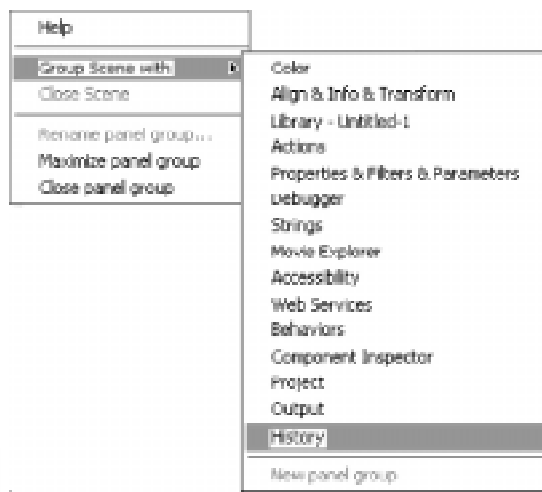 Help
Group Scene with
Close Scene
Rename panel group...
Maximize panel group
Close panel group
Color
Align & Info & Transform
Library - Untitled-1
Actions
Properties & Filters & Parameters
Debugger
Strings
Movie Explorer
Accessibility
Web Services
Behaviors
Component Inspector
Project
Output
History
New panel group